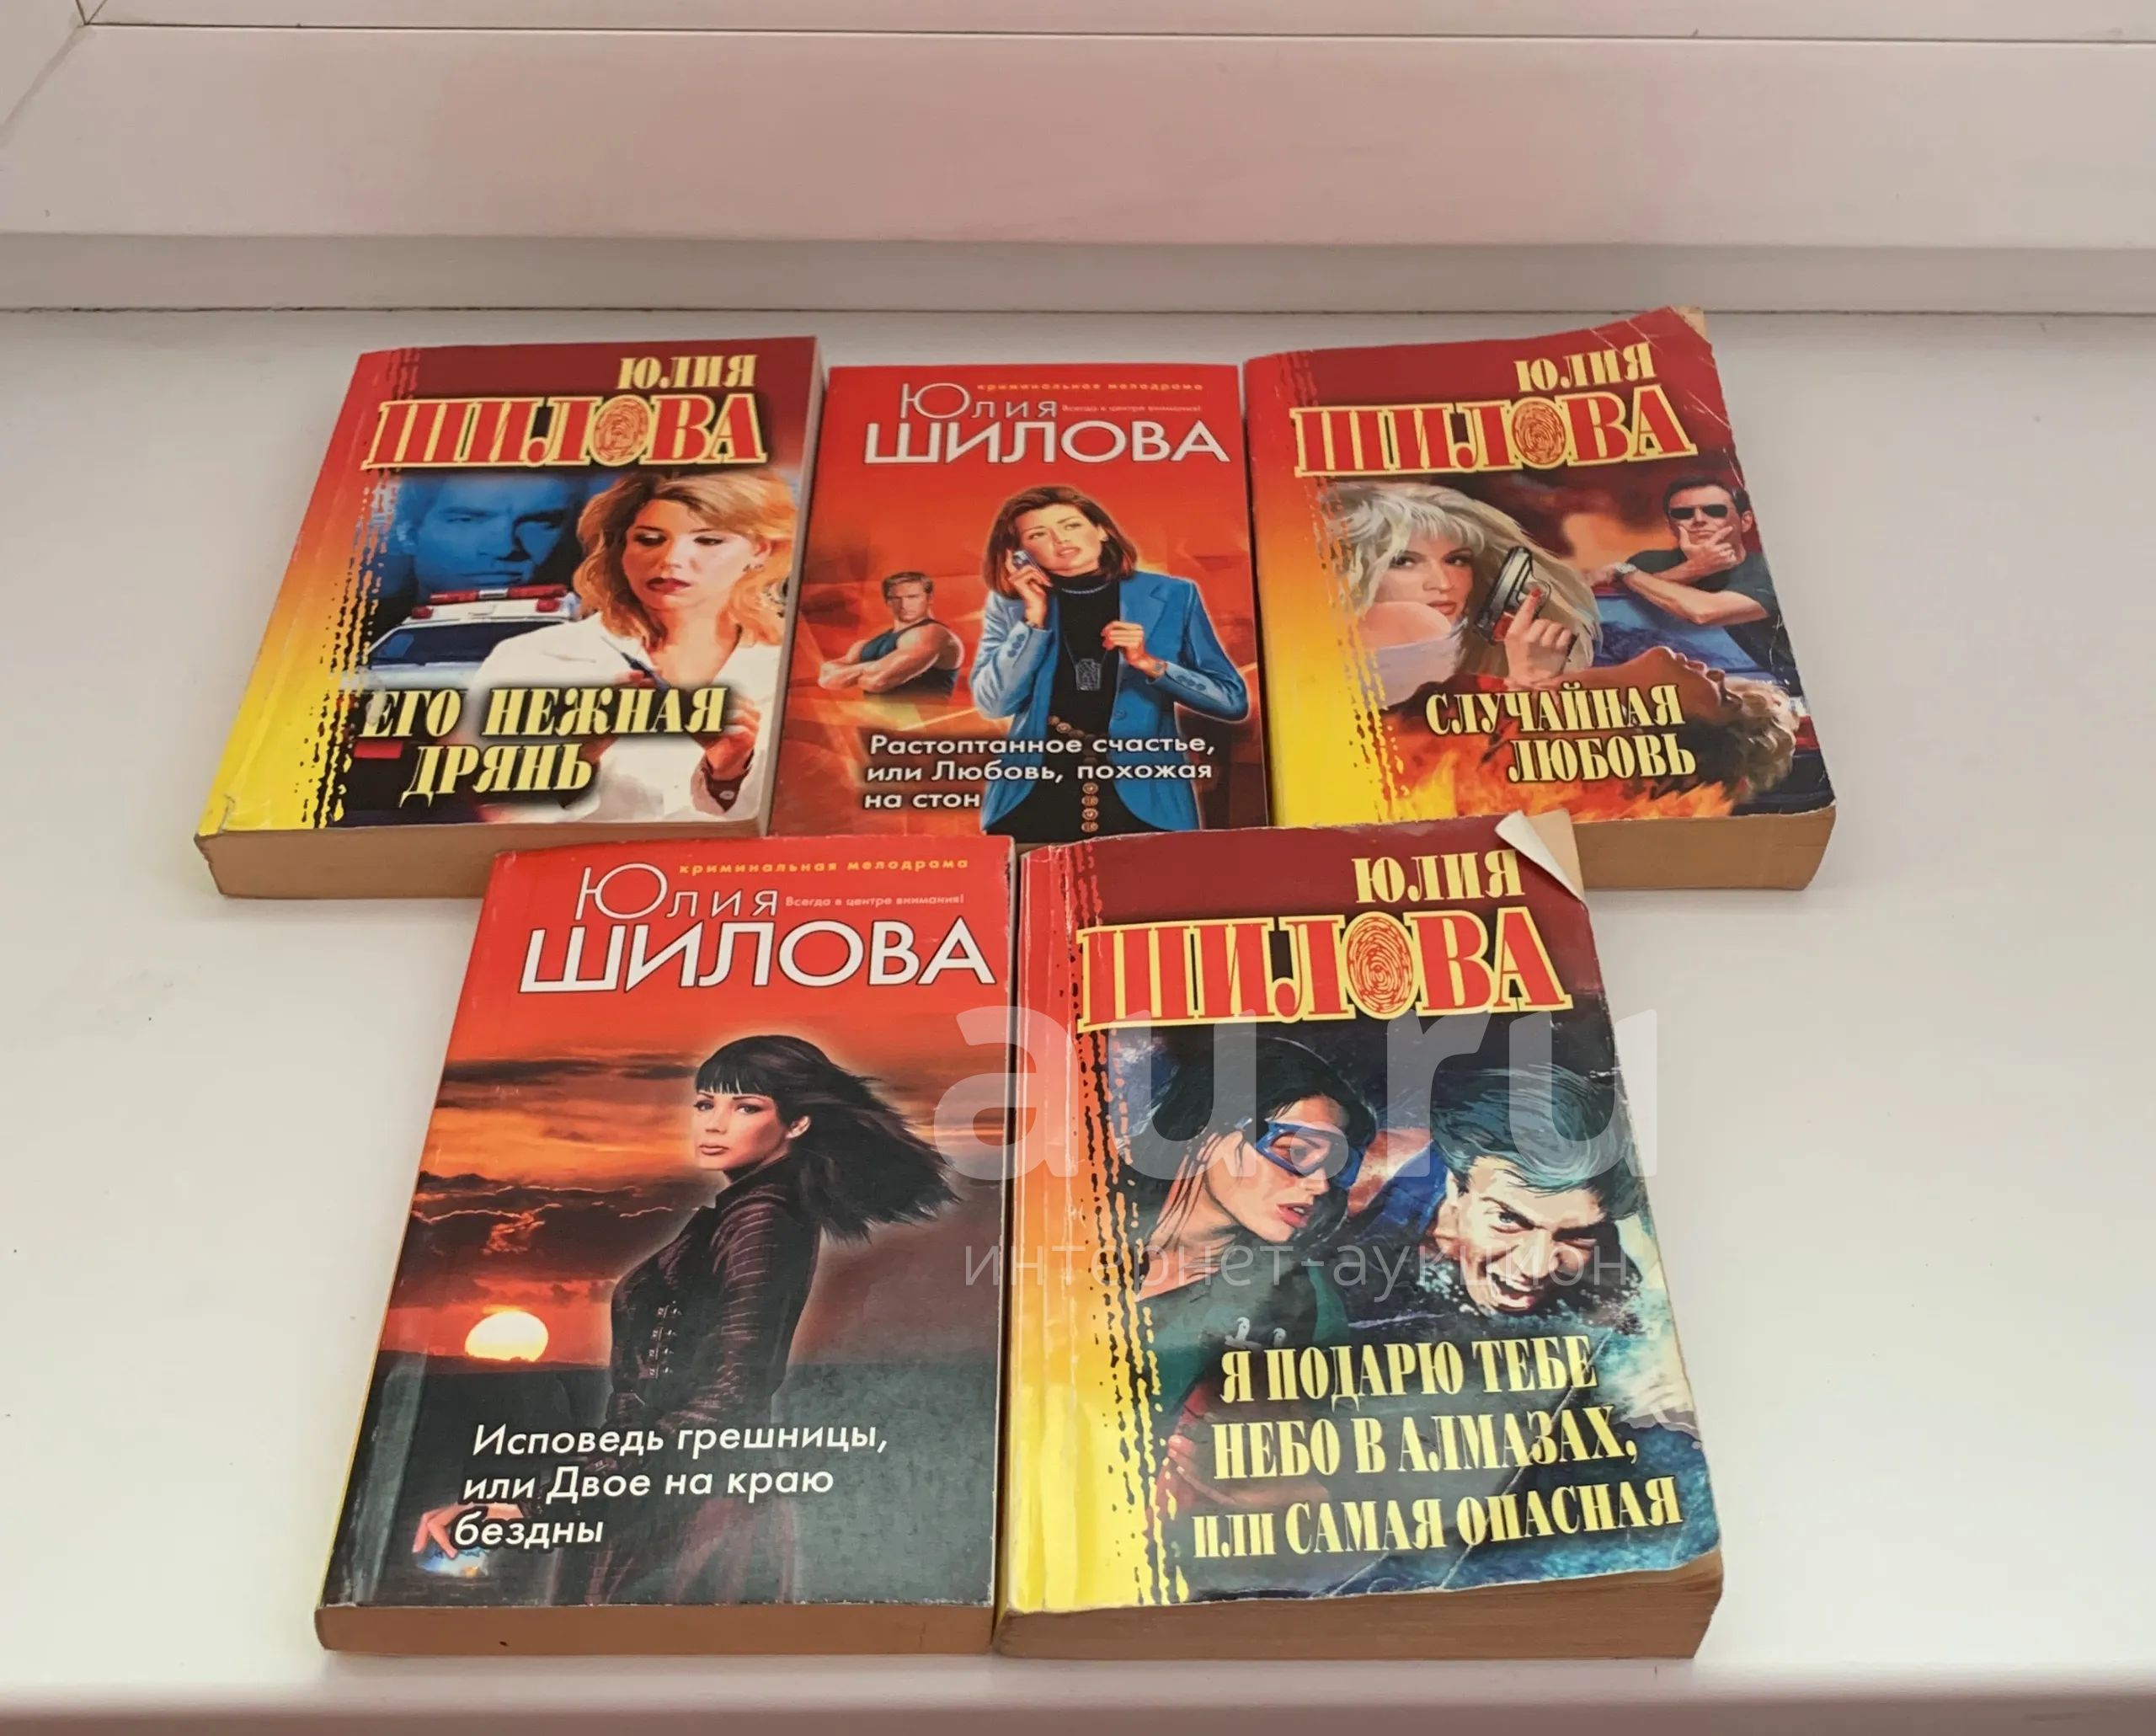 ЮЛИЯ
ШИЛОВА
ЕГО НЕЖНАЯ
ДРЯНЬ
криминальная мелодрама
Юлия
Всегда в центре внимания!
ШИЛОВА
Растоптанное счастье,
или Любовь, похожая
на стон
ЮЛИЯ
ШИЛОВА
СЛУЧАЙНАЯ
ЛЮБОВЬ
криминальная мелодрама
Юлия
Всегда в центре внимания!
ШИЛОВА
Исповедь грешницы,
или Двое на краю
бездны
ЮЛИЯ
ШИЛОВА
Я ПОДАРЮ ТЕБЕ
НЕБО В АЛМАЗАХ,
ИЛИ САМАЯ ОПАСНАЯ
au.ru
интернет-аукцион